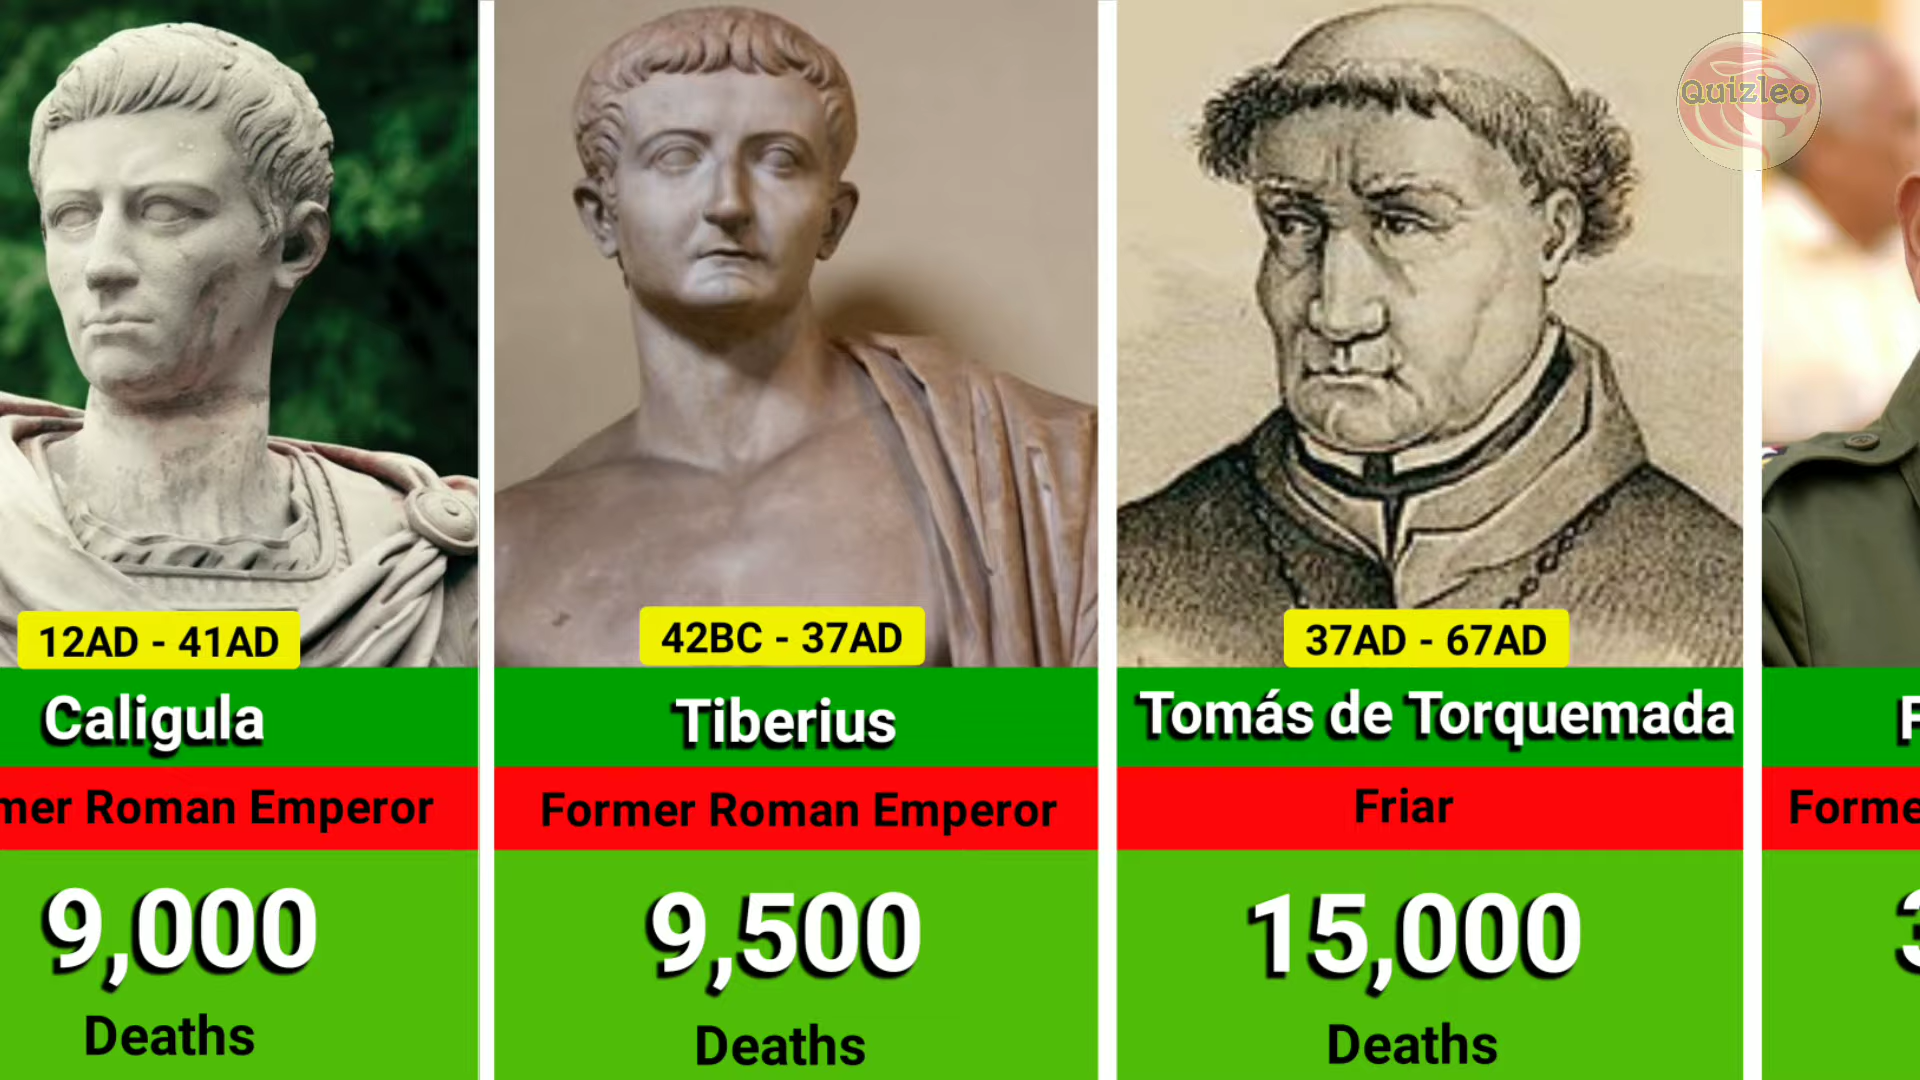 Quizleo
12AD - 41AD
Caligula
mer Roman Emperor
9,000
Deaths
42BC - 37AD
Tiberius
Former Roman Emperor
9,500
Deaths
37AD - 67AD
Tomás de Torquemada
Friar
15,000
Deaths
Forme